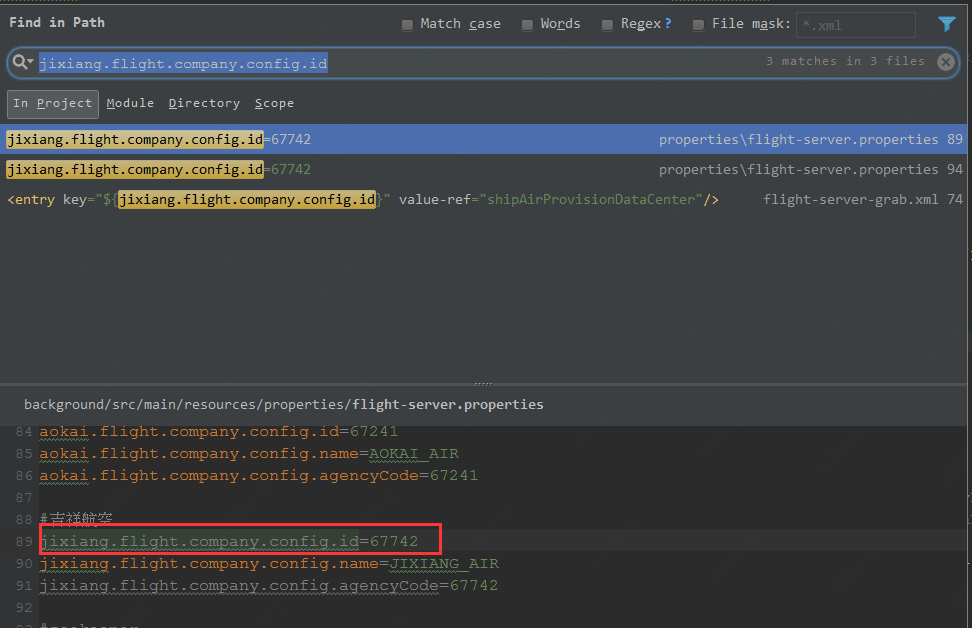 Find in Path
Match case Words Regex ? File mask: *.xml
jixiang.flight.company.config.id 3 matches in 3 files
In Project Module Directory Scope
jixiang.flight.company.config.id=67742 properties\flight-server.properties 89
jixiang.flight.company.config.id=67742 properties\flight-server.properties 94
<entry key="${jixiang.flight.company.config.id}" value-ref="shipAirProvisionDataCenter"/> flight-server-grab.xml 74
background/src/main/resources/properties/flight-server.properties
84 aokai.flight.company.config.id=67241
85 aokai.flight.company.config.name=AOKAI_AIR
86 aokai.flight.company.config.agencyCode=67241
87
88 #吉祥航空
89 jixiang.flight.company.config.id=67742
90 jixiang.flight.company.config.name=JIXIANG_AIR
91 jixiang.flight.company.config.agencyCode=67742
92